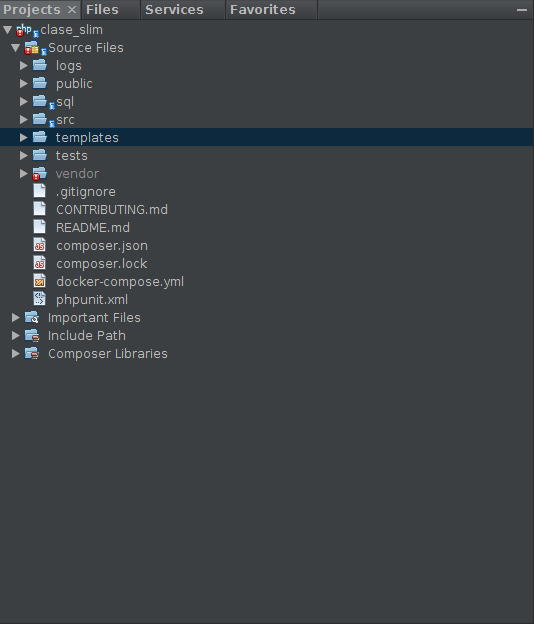 Projects Files Services Favorites
clase_slim
Source Files
logs
public
sql
src
templates
tests
vendor
.gitignore
CONTRIBUTING.md
README.md
composer.json
composer.lock
docker-compose.yml
phpunit.xml
Important Files
Include Path
Composer Libraries